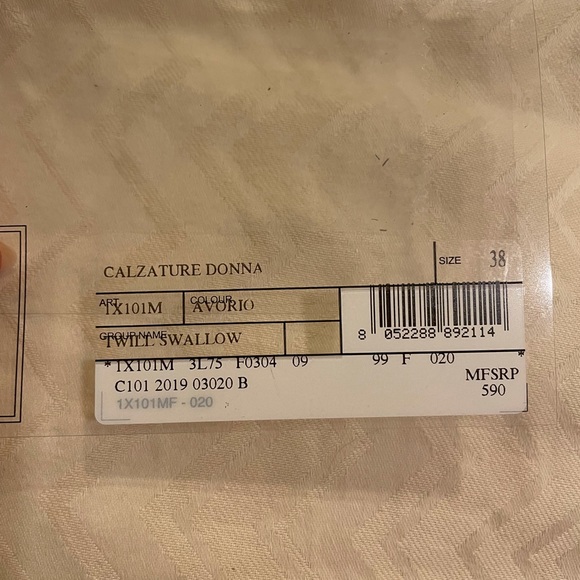 CALZATURE DONNA
SIZE 38
ART. COLOUR
1X101M AVORIO
GROUP NAME
TWILL SWALLOW
8 052288 892114
* 1X101M 3L75 F0304 09 99 F 020 *
C101 2019 03020 B
MFSRP
590
1X101MF - 020